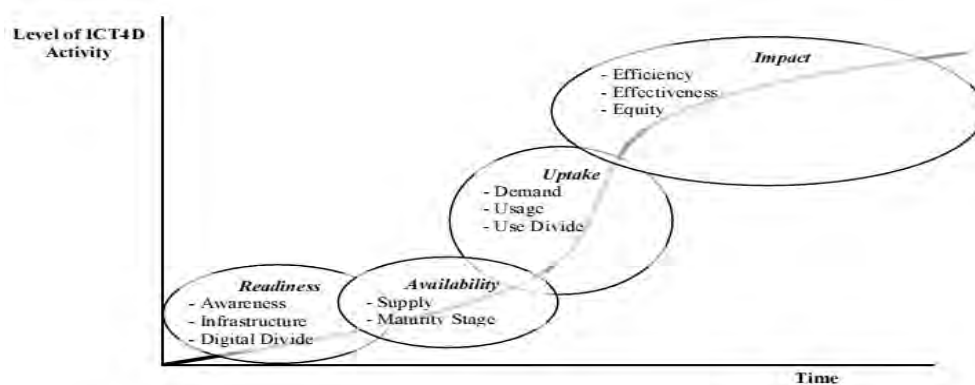 Level of ICT4D
Activity
Impact
- Efficiency
- Effectiveness
- Equity
Uptake
- Demand
- Usage
- Use Divide
Readiness
- Awareness
- Infrastructure
- Digital Divide
Availability
- Supply
- Maturity Stage
Time